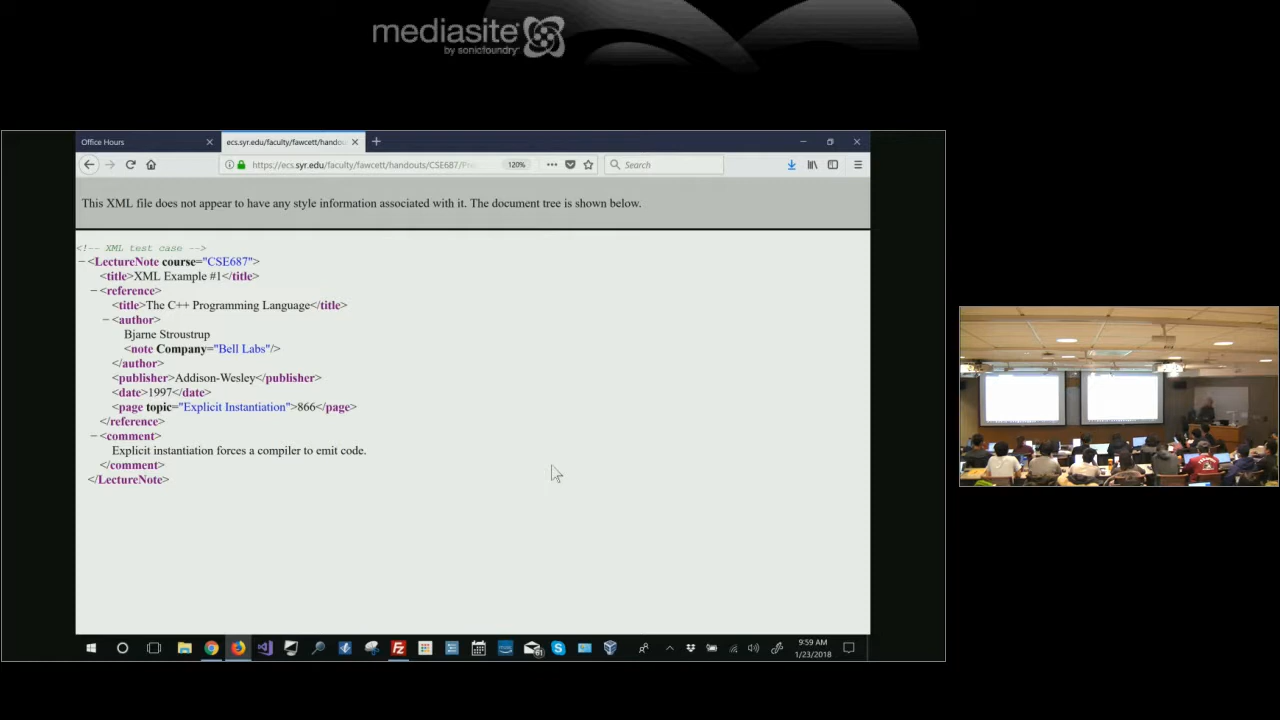 mediasite
by sonicfoundry
Office Hours
ecs.syr.edu/faculty/fawcett/handou
https://ecs.syr.edu/faculty/fawcett/handouts/CSE687/Pr
120%
Search
This XML file does not appear to have any style information associated with it. The document tree is shown below.
<!-- XML test case -->
−<LectureNote course="CSE687">
<title>XML Example #1</title>
−<reference>
<title>The C++ Programming Language</title>
−<author>
Bjarne Stroustrup
<note Company="Bell Labs"/>
</author>
<publisher>Addison-Wesley</publisher>
<date>1997</date>
<page topic="Explicit Instantiation">866</page>
</reference>
−<comment>
Explicit instantiation forces a compiler to emit code.
</comment>
</LectureNote>
Fz
61
9:59 AM
1/23/2018